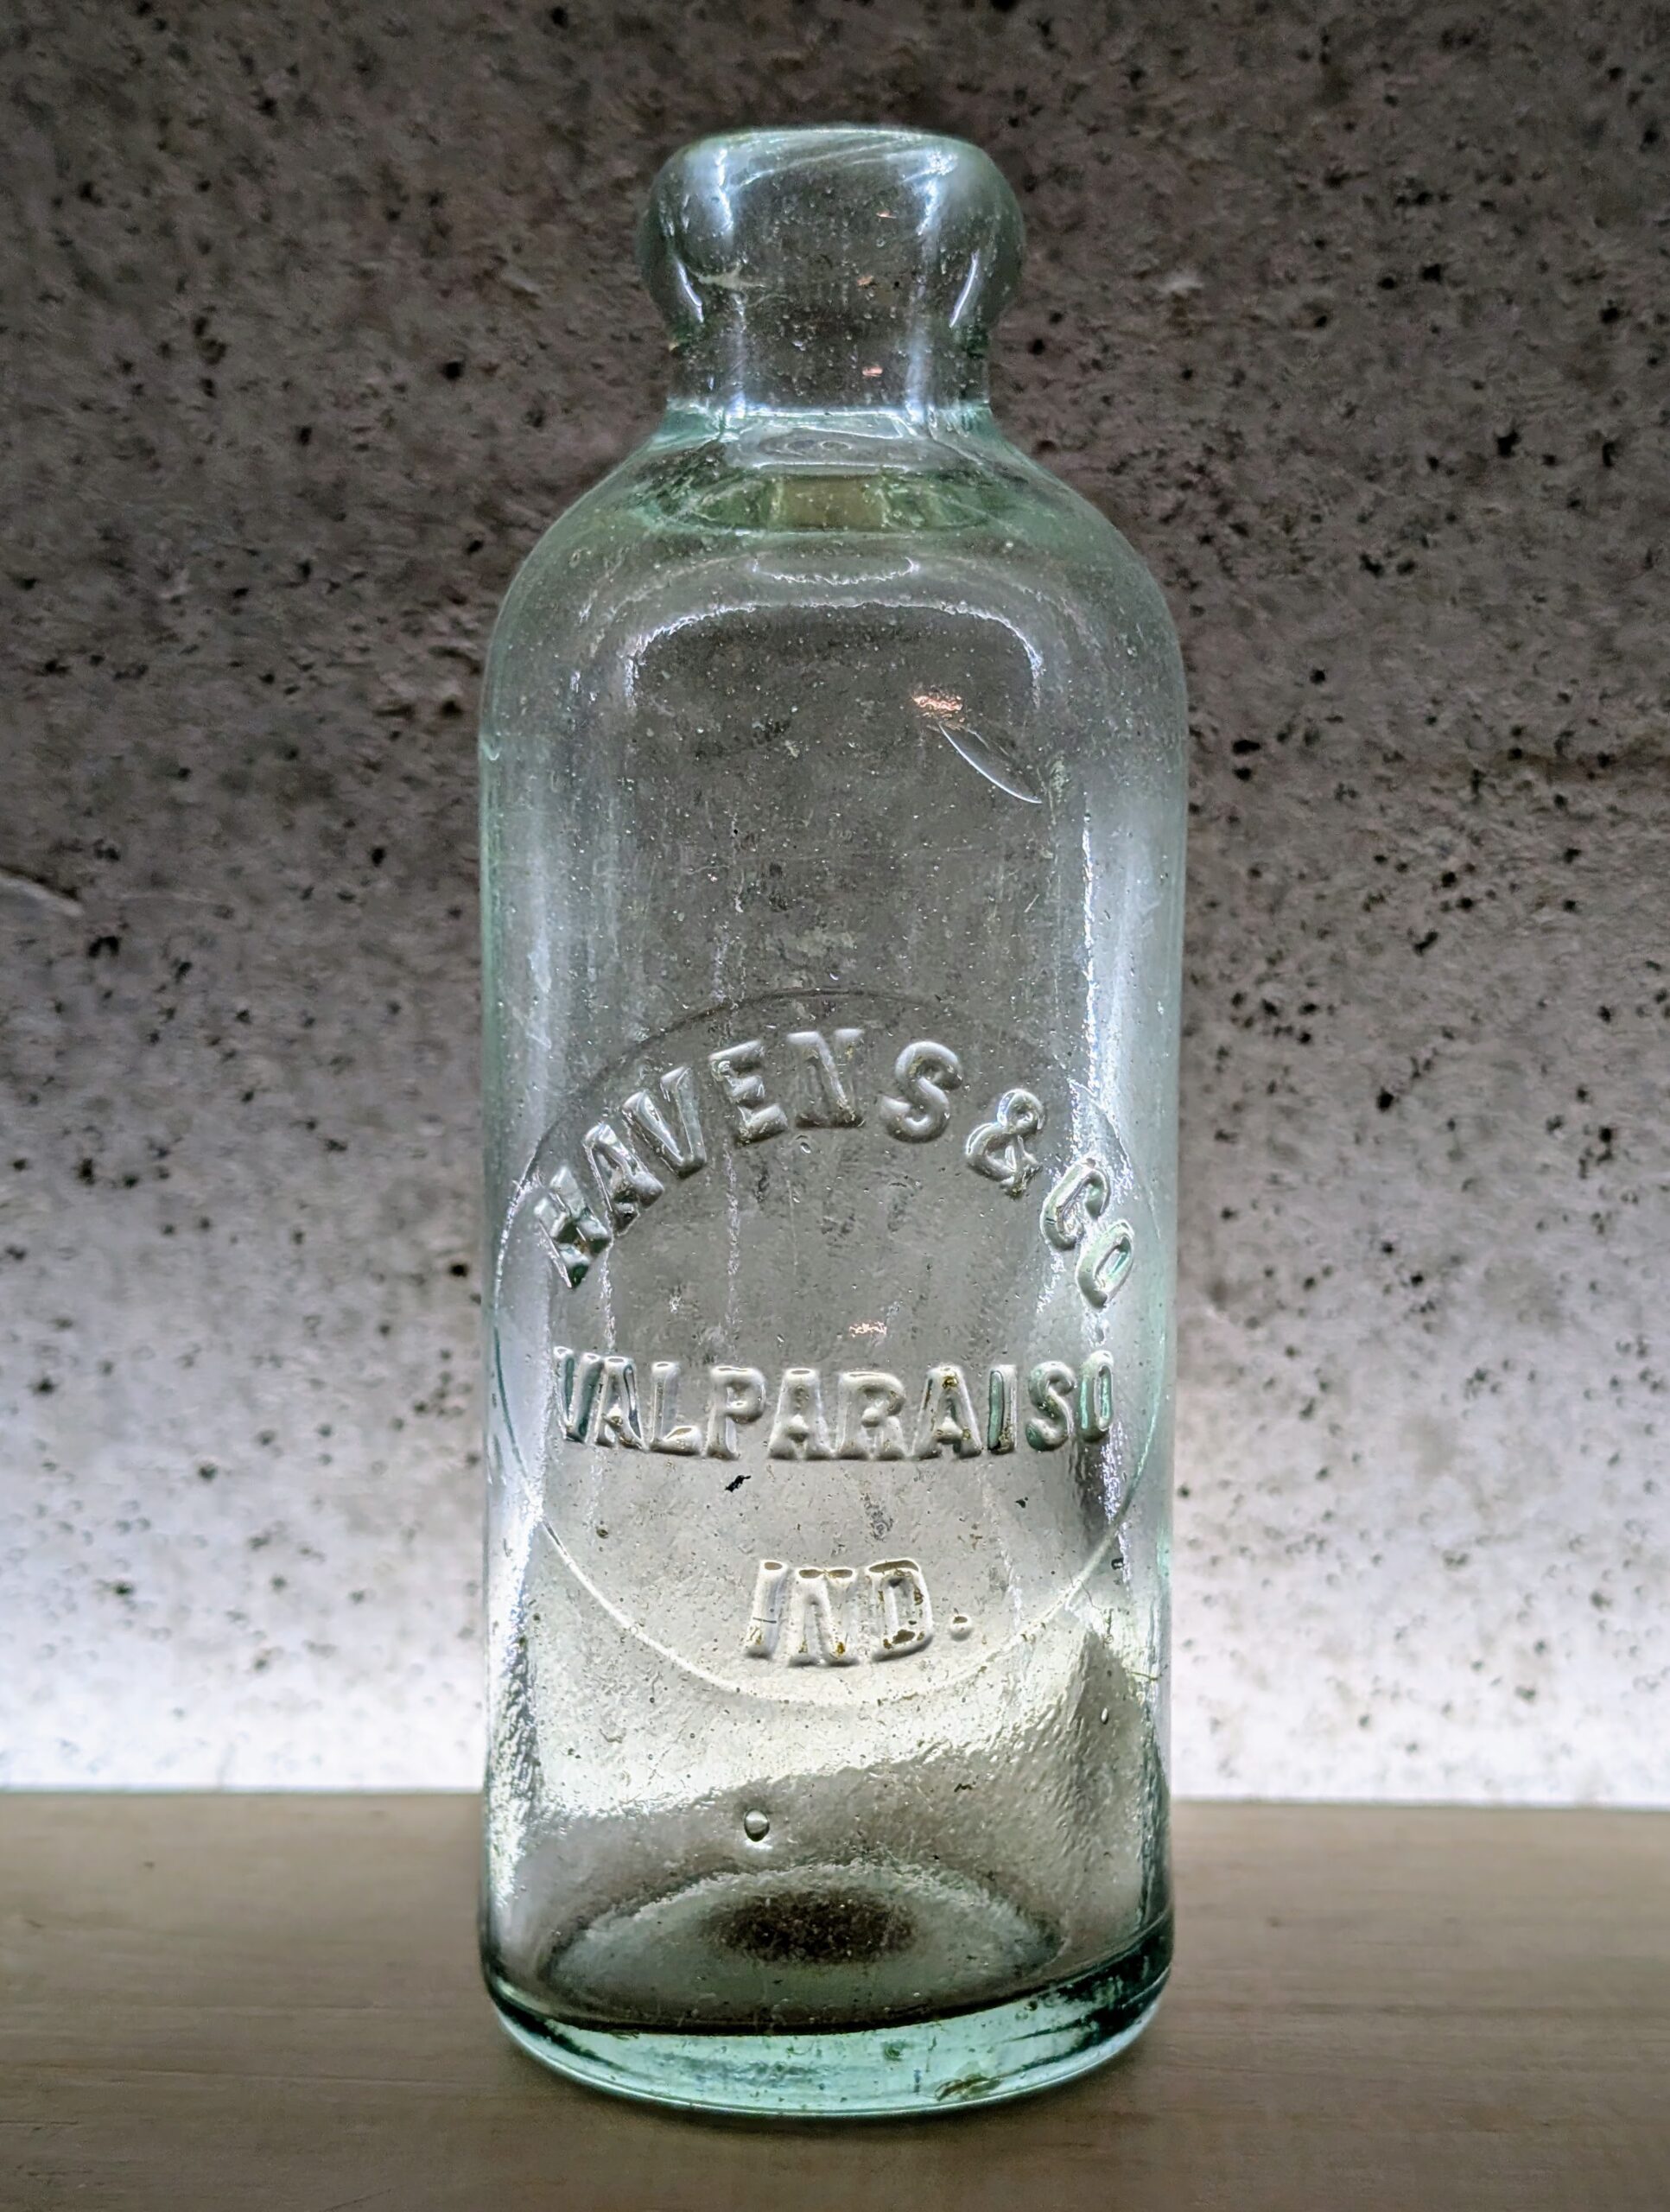 HAVENS & CO.
VALPARAISO
IND.